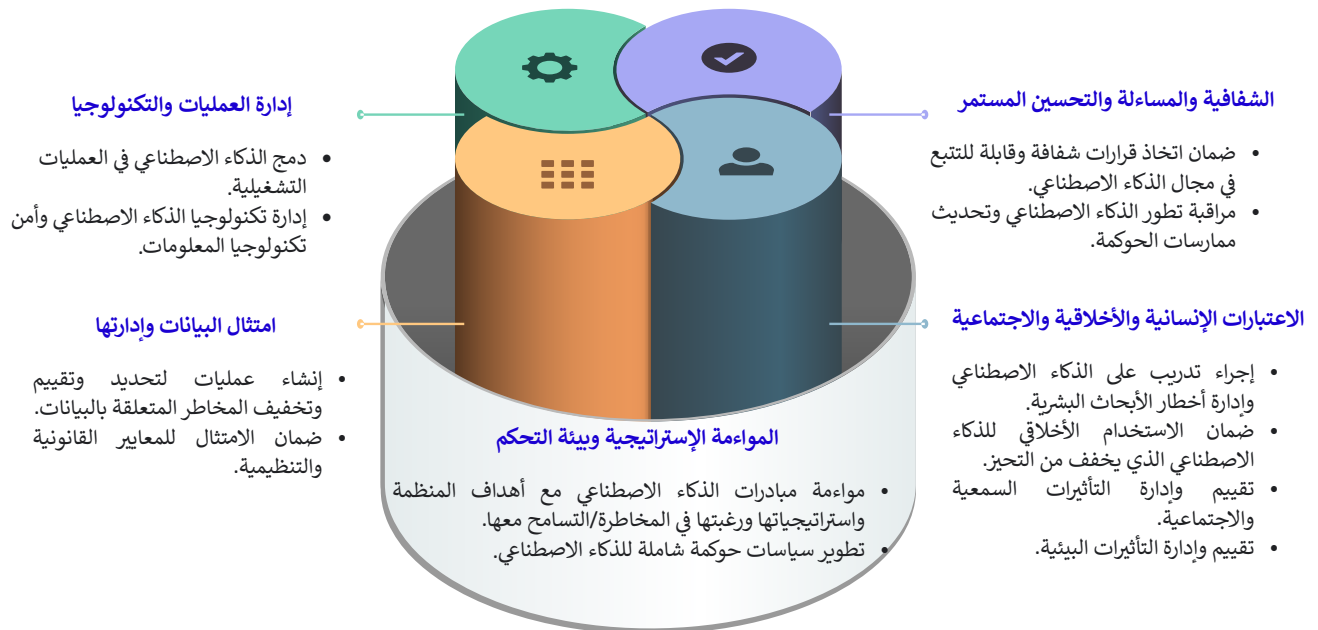 الشفافية والمساءلة والتحسين المستمر
• ضمان اتخاذ قرارات شفافة وقابلة للتتبع
في مجال الذكاء الاصطناعي.
• مراقبة تطور الذكاء الاصطناعي وتحديث
ممارسات الحوكمة.
الاعتبارات الإنسانية والأخلاقية والاجتماعية
• إجراء تدريب على الذكاء الاصطناعي
وإدارة أخطار الأبحاث البشرية.
• ضمان الاستخدام الأخلاقي للذكاء
الاصطناعي الذي يخفف من التحيز.
• تقييم وإدارة التأثيرات السمعية
والاجتماعية.
• تقييم وإدارة التأثيرات البيئية.
إدارة العمليات والتكنولوجيا
• دمج الذكاء الاصطناعي في العمليات
التشغيلية.
• إدارة تكنولوجيا الذكاء الاصطناعي وأمن
تكنولوجيا المعلومات.
امتثال البيانات وإدارتها
• إنشاء عمليات لتحديد وتقييم
وتخفيف المخاطر المتعلقة بالبيانات.
• ضمان الامتثال للمعايير القانونية
والتنظيمية.
المواءمة الإستراتيجية وبيئة التحكم
• مواءمة مبادرات الذكاء الاصطناعي مع أهداف المنظمة
واستراتيجياتها ورغبتها في المخاطرة/التسامح معها.
• تطوير سياسات حوكمة شاملة للذكاء الاصطناعي.